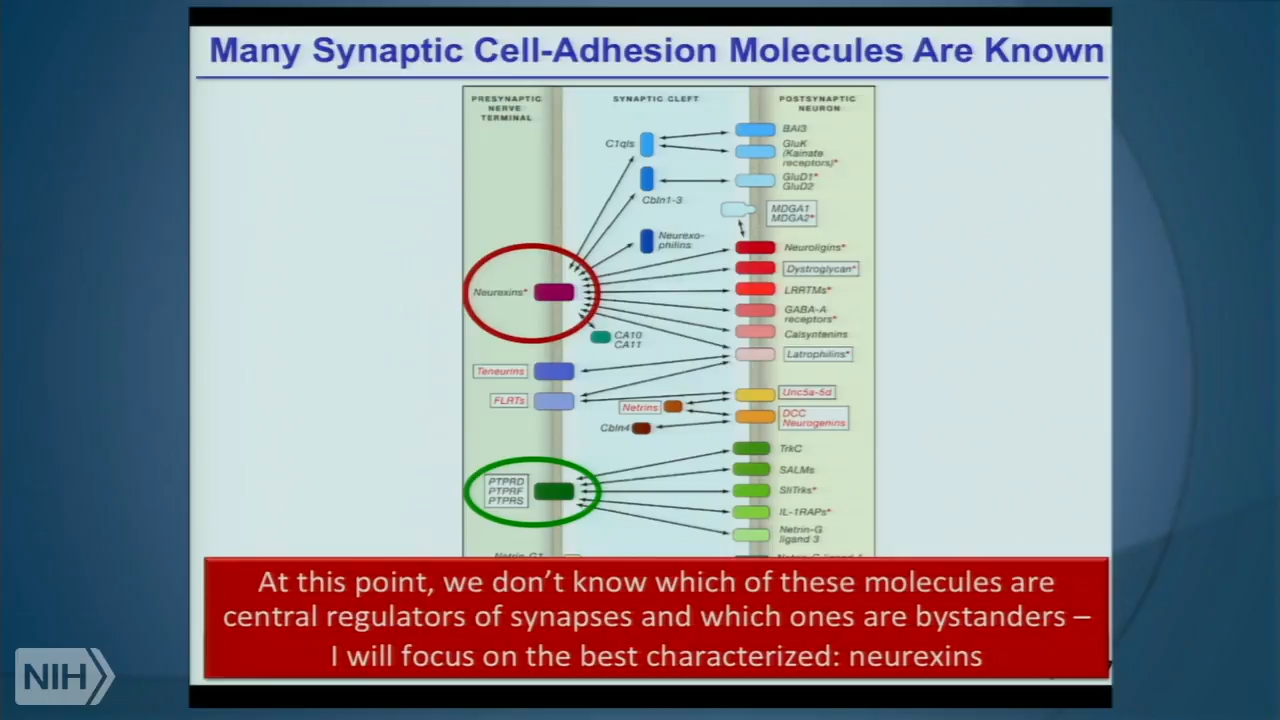 Many Synaptic Cell-Adhesion Molecules Are Known
PRESYNAPTIC
NERVE
TERMINAL
SYNAPTIC CLEFT
POSTSYNAPTIC
NEURON
C1qls
BAI3
GluK
(Kainate
receptors)*
Cbln1-3
GluD1*
GluD2
MDGA1
MDGA2*
Neurexo-
philins
Neuroligins*
Dystroglycan*
Neurexins*
LRRTMs*
GABA-A
receptors*
CA10
CA11
Calsyntenins
Latrophilins*
Teneurins
FLRTs
Unc5a-5d
Netrins
DCC
Neurogenins
Cbln4
TrkC
SALMs
PTPRD
PTPRF
PTPRS
SliTrks*
IL-1RAPs*
Netrin-G
ligand 3
At this point, we don’t know which of these molecules are
central regulators of synapses and which ones are bystanders –
I will focus on the best characterized: neurexins
NIH